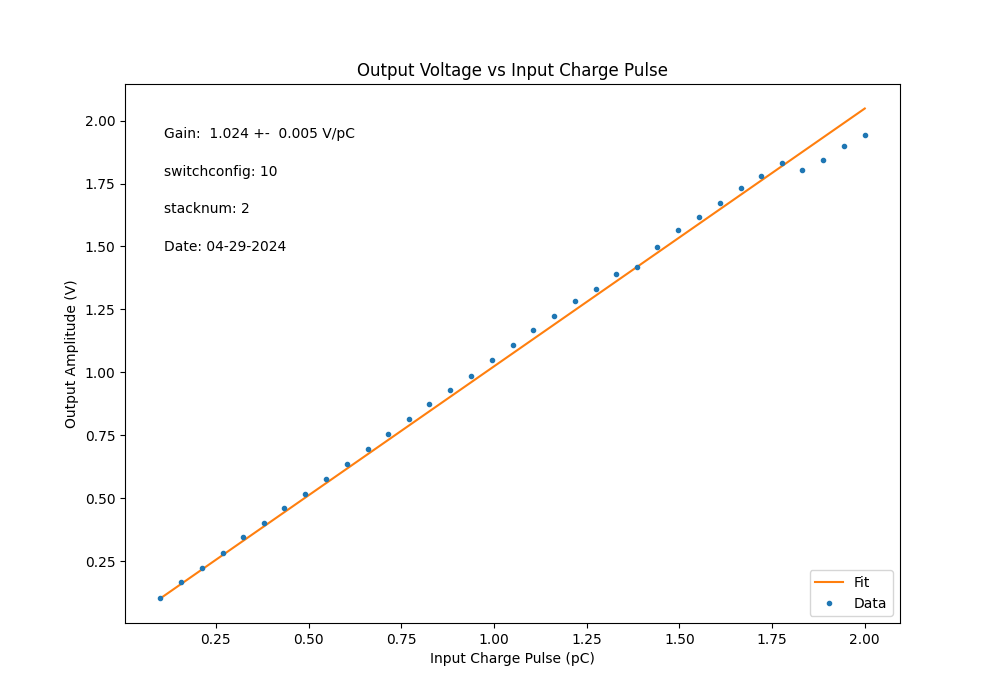 Output Voltage vs Input Charge Pulse
Gain:  1.024 +-  0.005 V/pC
switchconfig: 10
stacknum: 2
Date: 04-29-2024
Output Amplitude (V)
2.00
1.75
1.50
1.25
1.00
0.75
0.50
0.25
Fit
Data
0.25 0.50 0.75 1.00 1.25 1.50 1.75 2.00
Input Charge Pulse (pC)